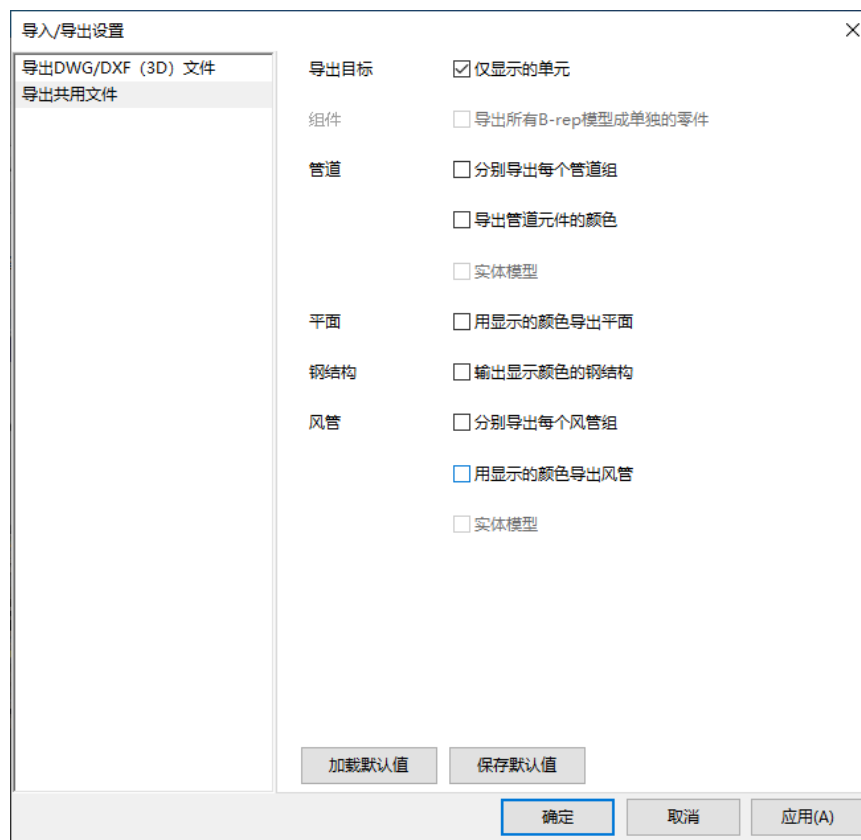 导入/导出设置
导出DWG/DXF（3D）文件
导出共用文件
导出目标
仅显示的单元
组件
导出所有B-rep模型成单独的零件
管道
分别导出每个管道组
导出管道元件的颜色
实体模型
平面
用显示的颜色导出平面
钢结构
输出显示颜色的钢结构
风管
分别导出每个风管组
用显示的颜色导出风管
实体模型
加载默认值
保存默认值
确定
取消
应用(A)